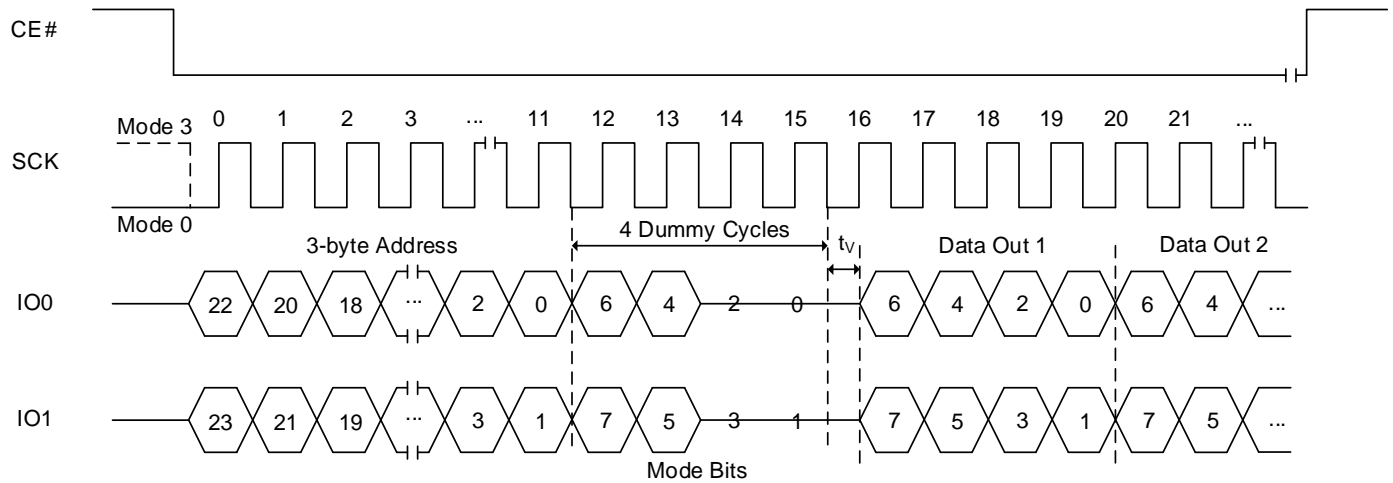 CE#
Mode 3 0 1 2 3 ... 11 12 13 14 15 16 17 18 19 20 21 ...
SCK
Mode 0
3-byte Address 4 Dummy Cycles tV Data Out 1 Data Out 2
IO0 22 20 18 ... 2 0 6 4 2 0 6 4 2 0 6 4 ...
IO1 23 21 19 ... 3 1 7 5 3 1 7 5 3 1 7 5 ...
Mode Bits